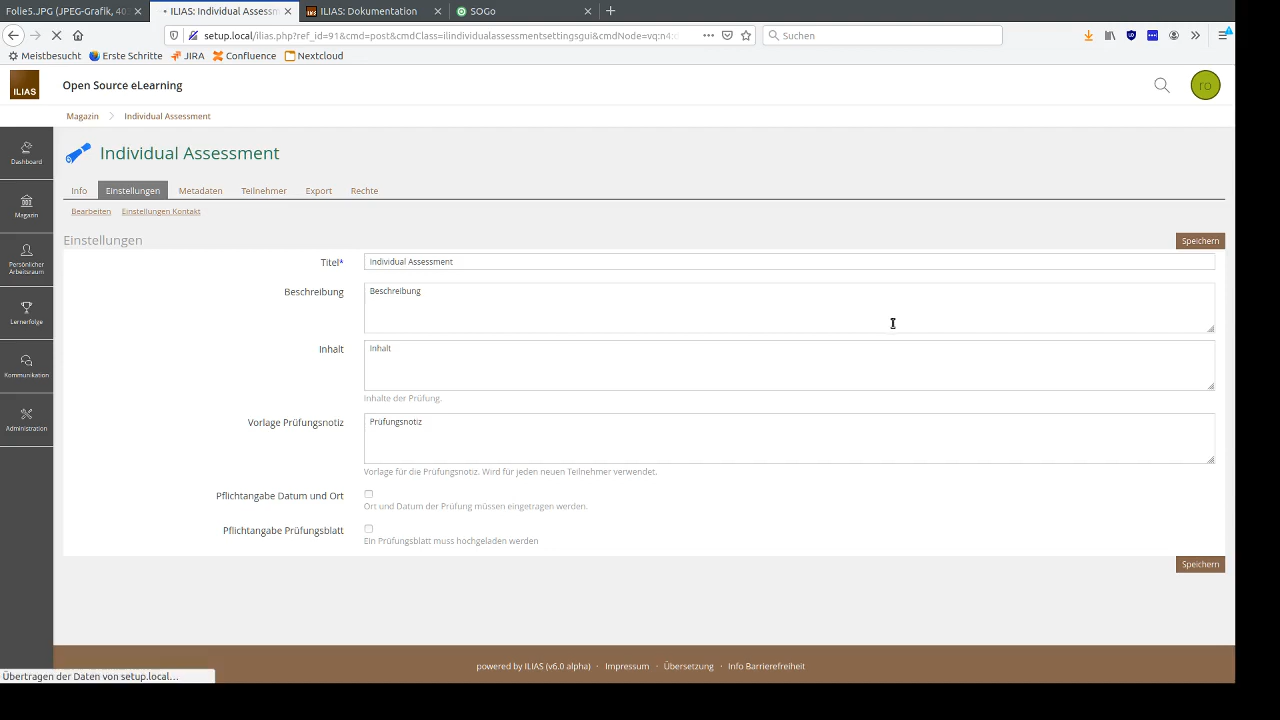 Folie5.JPG (JPEG-Grafik, 40
ILIAS: Individual Assessm
ILIAS: Dokumentation
SOGo
setup.local/ilias.php?ref_id=91&cmd=post&cmdClass=ilindividualassessmentsettingsgui&cmdNode=vq:n4:
Suchen
Meistbesucht
Erste Schritte
JIRA
Confluence
Nextcloud
ILIAS
Open Source eLearning
ro
Magazin
Individual Assessment
Dashboard
Magazin
Persönlicher
Arbeitsraum
Lernerfolge
Kommunikation
Administration
Individual Assessment
Info
Einstellungen
Metadaten
Teilnehmer
Export
Rechte
Bearbeiten
Einstellungen Kontakt
Einstellungen
Speichern
Titel*
Individual Assessment
Beschreibung
Beschreibung
Inhalt
Inhalt
Inhalte der Prüfung.
Vorlage Prüfungsnotiz
Prüfungsnotiz
Vorlage für die Prüfungsnotiz. Wird für jeden neuen Teilnehmer verwendet.
Pflichtangabe Datum und Ort
Ort und Datum der Prüfung müssen eingetragen werden.
Pflichtangabe Prüfungsblatt
Ein Prüfungsblatt muss hochgeladen werden
Speichern
powered by ILIAS (v6.0 alpha) · Impressum · Übersetzung · Info Barrierefreiheit
Übertragen der Daten von setup.local…